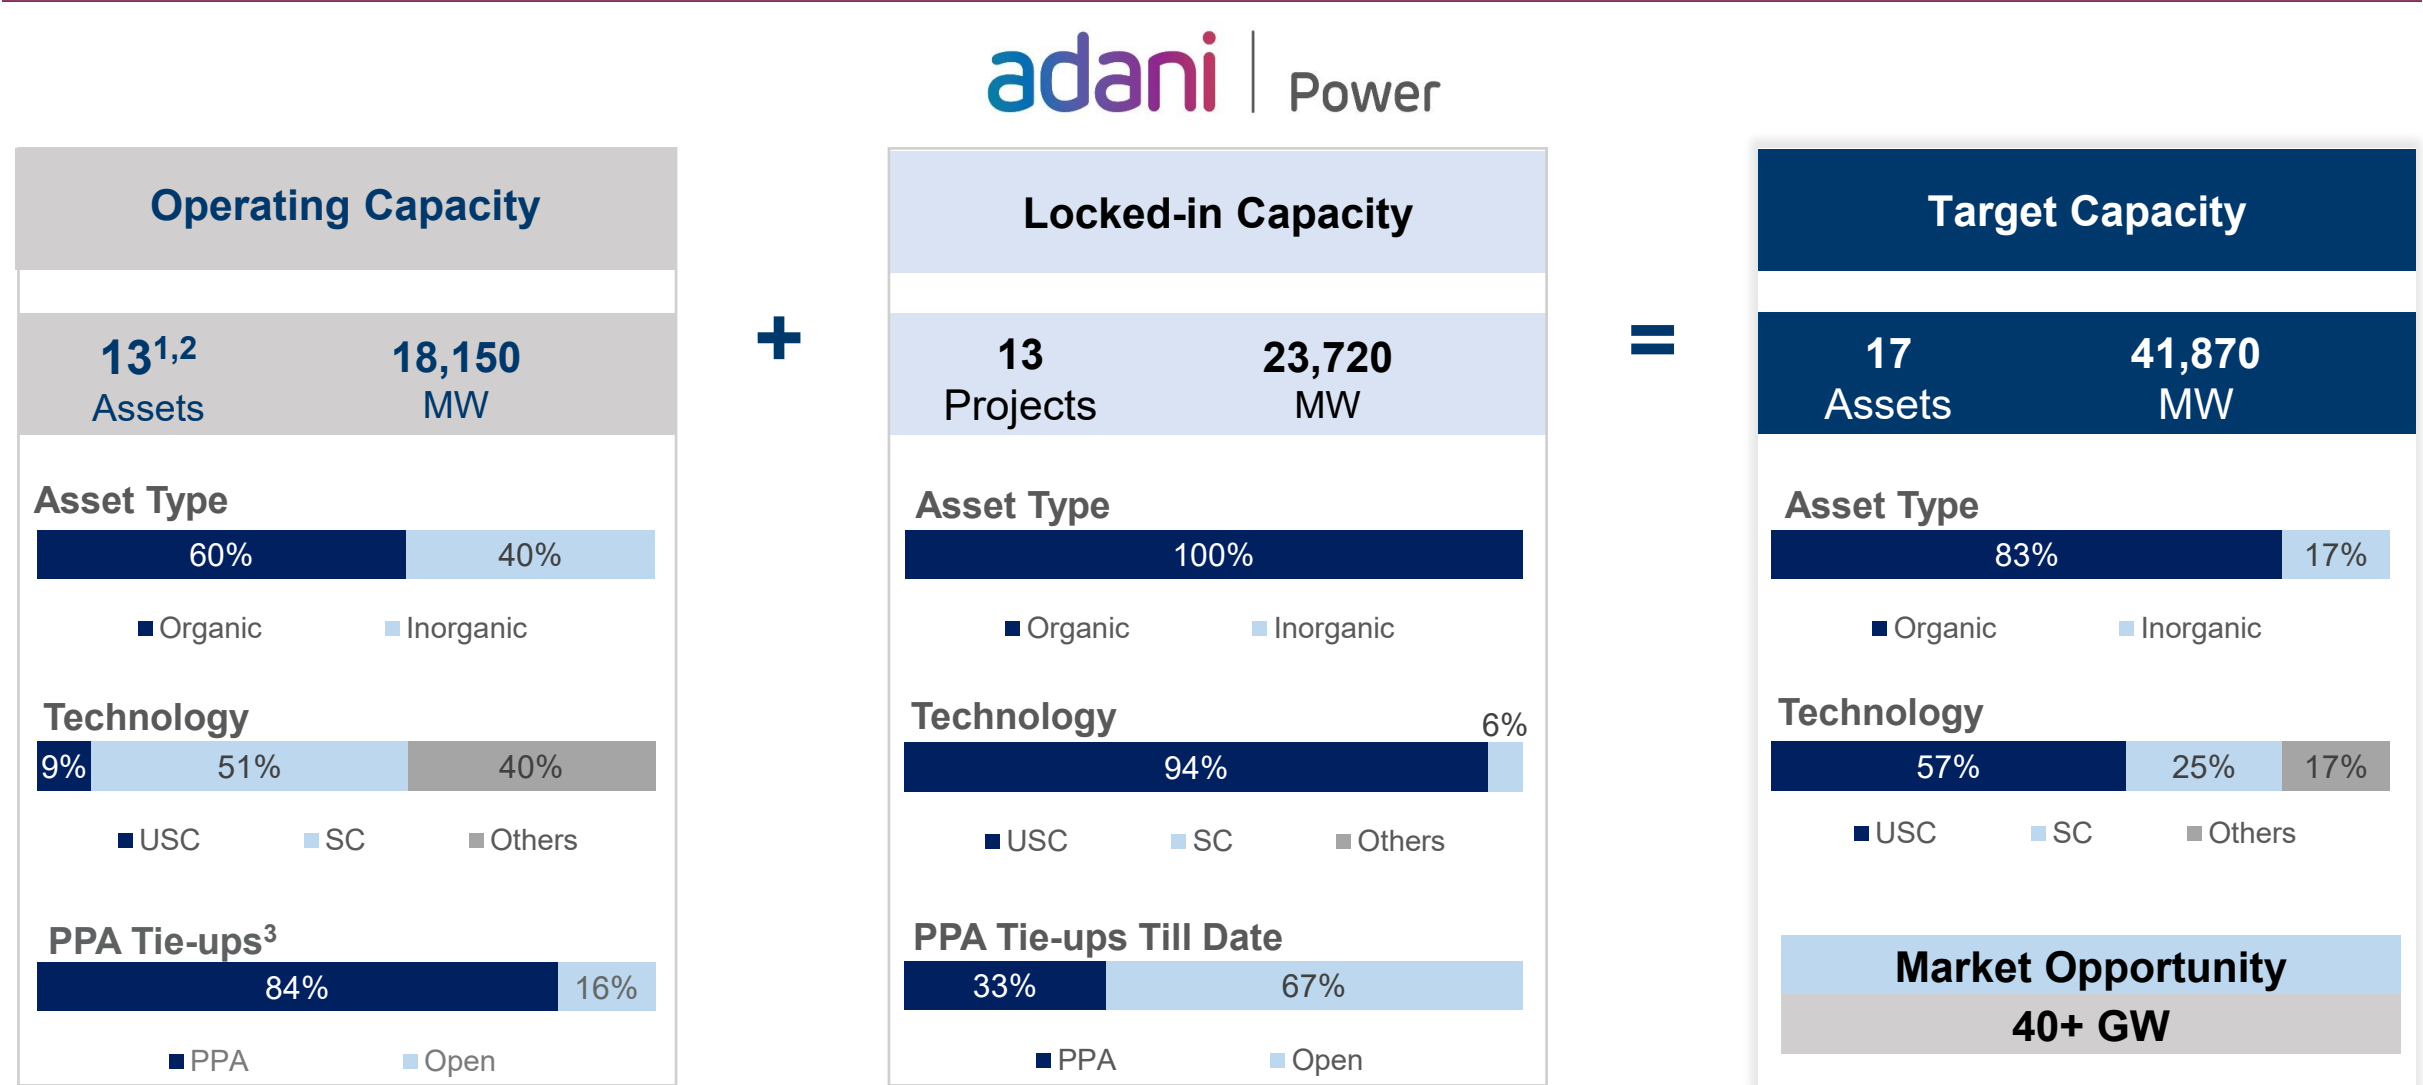 adani | Power
Operating Capacity
13¹,² 18,150
Assets MW
Asset Type
60% 40%
Organic Inorganic
Technology
9% 51% 40%
USC SC Others
PPA Tie-ups³
84% 16%
PPA Open
+
Locked-in Capacity
13 23,720
Projects MW
Asset Type
100%
Organic Inorganic
Technology
6%
94%
USC SC Others
PPA Tie-ups Till Date
33% 67%
PPA Open
=
Target Capacity
17 41,870
Assets MW
Asset Type
83% 17%
Organic Inorganic
Technology
57% 25% 17%
USC SC Others
Market Opportunity
40+ GW